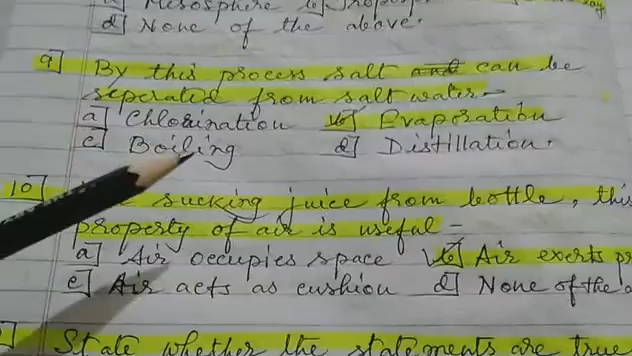 a] Mesosphere b]
d] None of the above.
9] By this process salt and can be
seperated from salt water.-
a] Chlorination b] Evaporation
c] Boiling d] Distillation.
10] sucking juice from bottle, this
property of air is useful -
a] Air occupies space b] Air exerts
c] Air acts as cushion d] None of the
State whether the statements are true